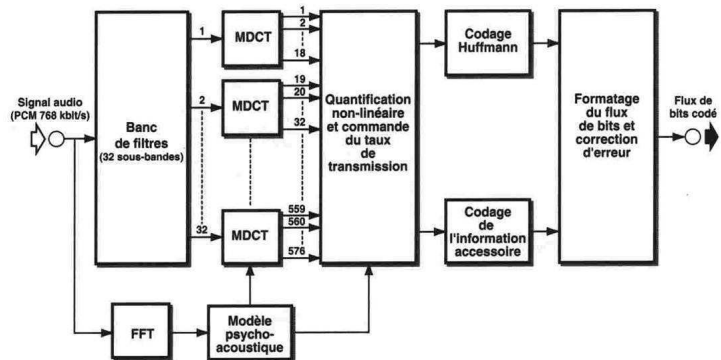 Signal audio
(PCM 768 kbit/s)
Banc
de filtres
(32 sous-bandes)
1
2
32
MDCT
MDCT
MDCT
1
2
18
19
20
32
559
560
576
Quantification
non-linéaire
et commande
du taux
de
transmission
Codage
Huffmann
Codage
de
l'information
accessoire
Formatage
du flux
de bits et
correction
d'erreur
Flux de
bits codé
FFT
Modèle
psycho-
acoustique